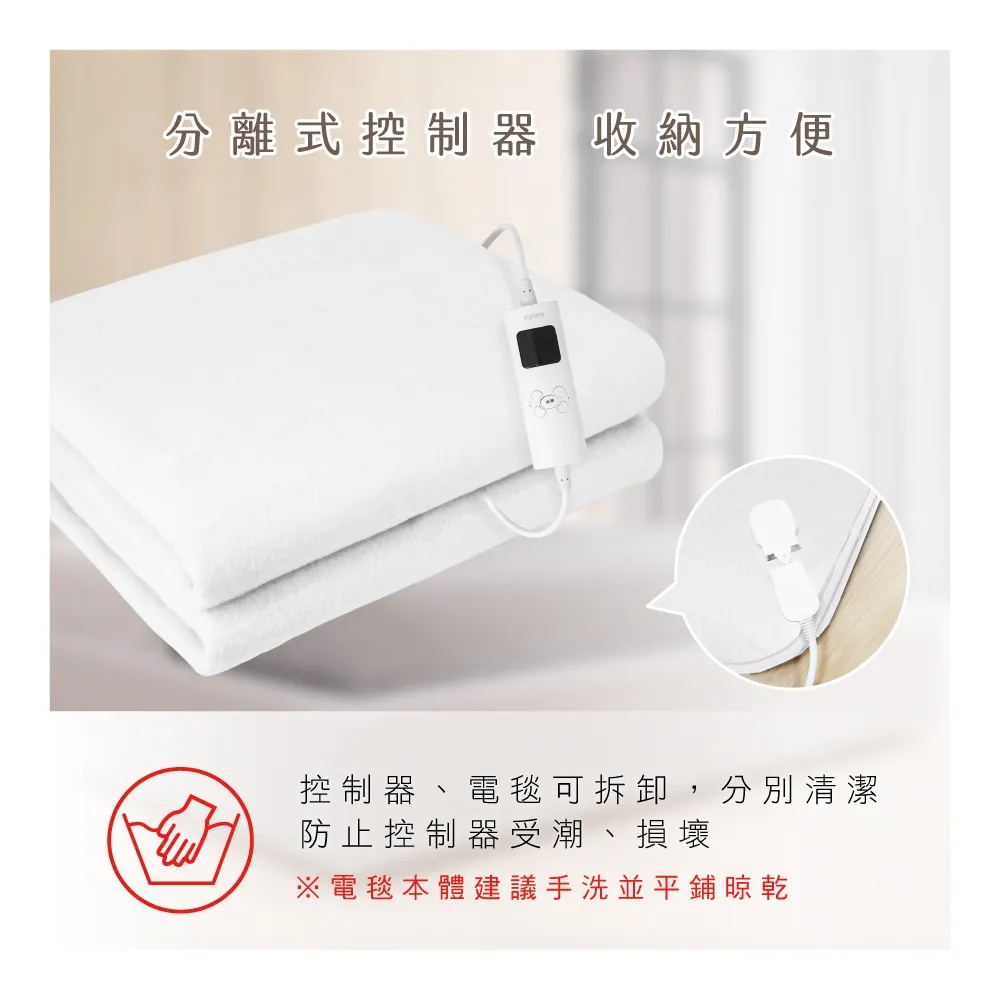 分離式控制器 收納方便
KINYO
控制器、電毯可拆卸，分別清潔
防止控制器受潮、損壞
※電毯本體建議手洗並平鋪晾乾